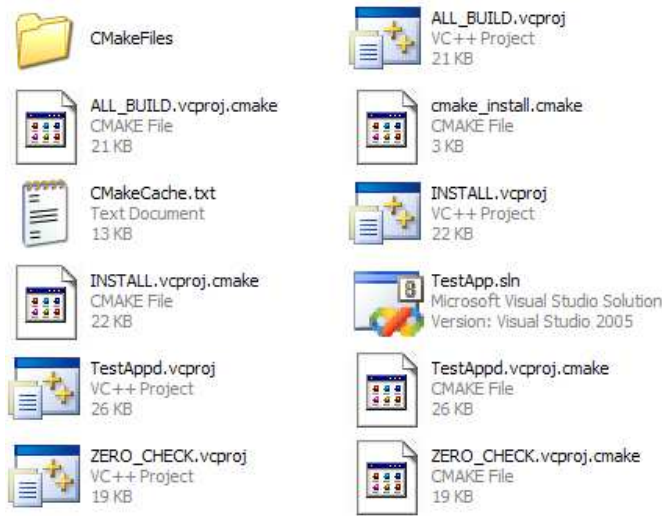 CMakeFiles
ALL_BUILD.vcproj
VC++ Project
21 KB
ALL_BUILD.vcproj.cmake
CMAKE File
21 KB
cmake_install.cmake
CMAKE File
3 KB
CMakeCache.txt
Text Document
13 KB
INSTALL.vcproj
VC++ Project
22 KB
INSTALL.vcproj.cmake
CMAKE File
22 KB
8
TestApp.sln
Microsoft Visual Studio Solution
Version: Visual Studio 2005
TestAppd.vcproj
VC++ Project
26 KB
TestAppd.vcproj.cmake
CMAKE File
26 KB
ZERO_CHECK.vcproj
VC++ Project
19 KB
ZERO_CHECK.vcproj.cmake
CMAKE File
19 KB